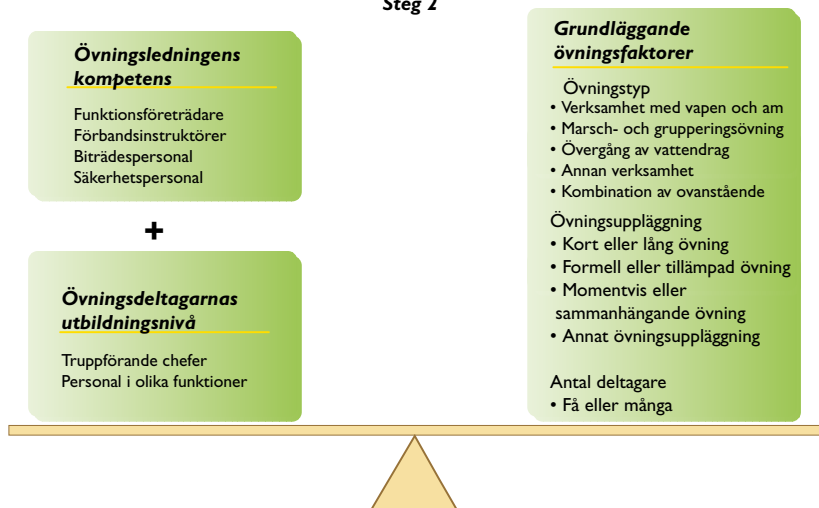 Steg 2
Övningsledningens
kompetens
Funktionsföreträdare
Förbandsinstruktörer
Biträdespersonal
Säkerhetspersonal
+
Övningsdeltagarnas
utbildningsnivå
Truppförande chefer
Personal i olika funktioner
Grundläggande
övningsfaktorer
Övningstyp
• Verksamhet med vapen och am
• Marsch- och grupperingsövning
• Övergång av vattendrag
• Annan verksamhet
• Kombination av ovanstående
Övningsuppläggning
• Kort eller lång övning
• Formell eller tillämpad övning
• Momentvis eller
sammanhängande övning
• Annat övningsuppläggning
Antal deltagare
• Få eller många